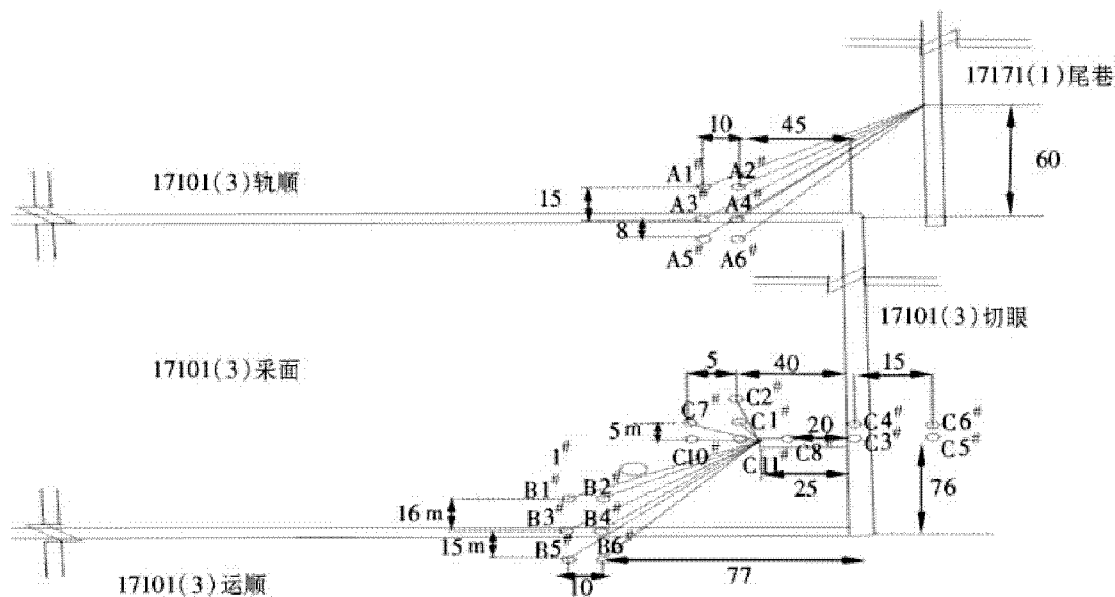 17171(1)尾巷
10
45
60
A1#
A2#
17101(3)轨顺
15
A3#
A4#
8
A5#
A6#
17101(3)切眼
17101(3)采面
5
40
15
C7#
C2#
C1#
20
C4#
C6#
5 m
C10#
C8
C3#
C5#
1#
C11#
25
76
B1#
B2#
16 m
B3#
B4#
15 m
B5#
B6#
10
77
17101(3)运顺